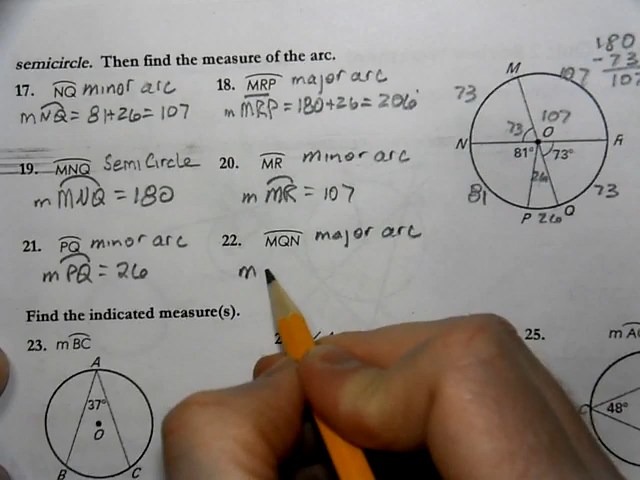 semicircle. Then find the measure of the arc.
17. NQ minor arc
mNQ = 81+26 = 107
18. MRP major arc
mMRP = 180+26 = 206
19. MNQ Semi Circle
mMNQ = 180
20. MR minor arc
mMR = 107
21. PQ minor arc
mPQ = 26
22. MQN major arc
m
180
-73
107
M
107
73
107
73
O
N
R
81°
73°
26
81
73
P 26 Q
Find the indicated measure(s).
23. mBC
A
37°
O
B
C
25.
48°